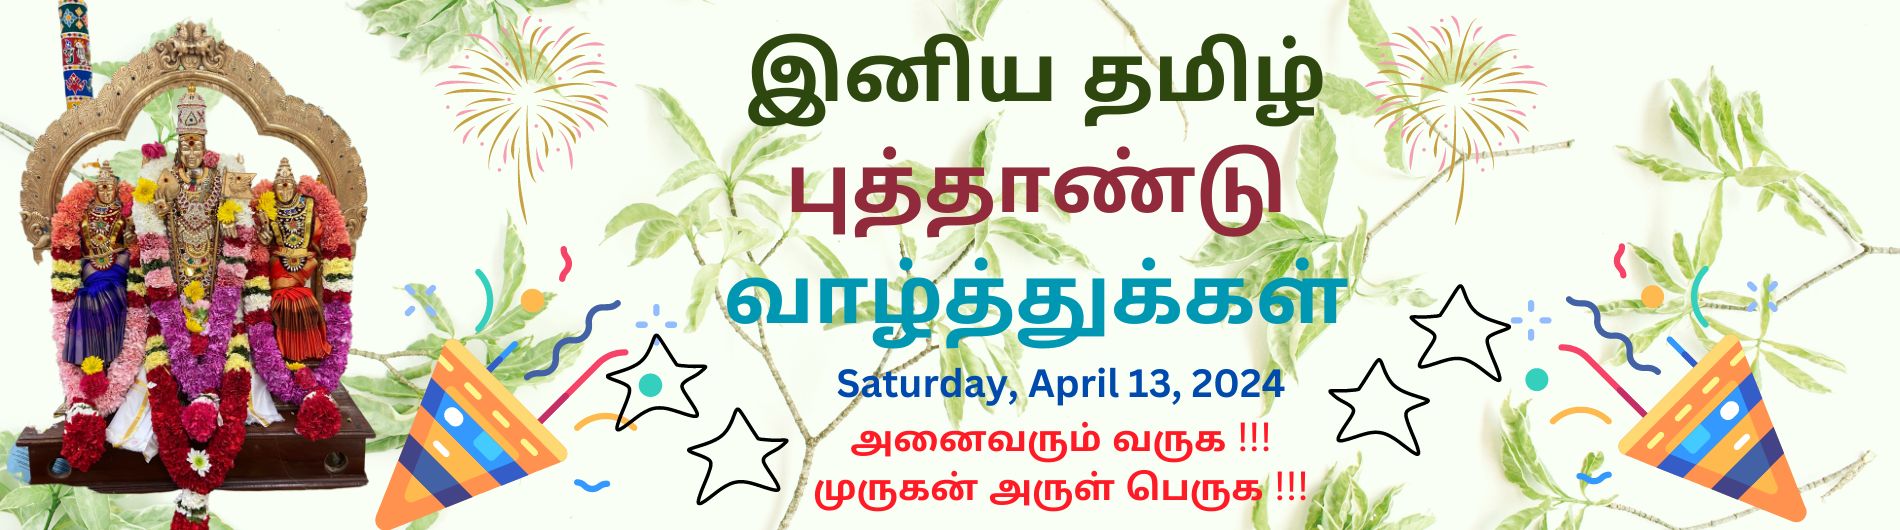 இனிய தமிழ்
புத்தாண்டு
வாழ்த்துக்கள்
Saturday, April 13, 2024
அனைவரும் வருக !!!
முருகன் அருள் பெருக !!!